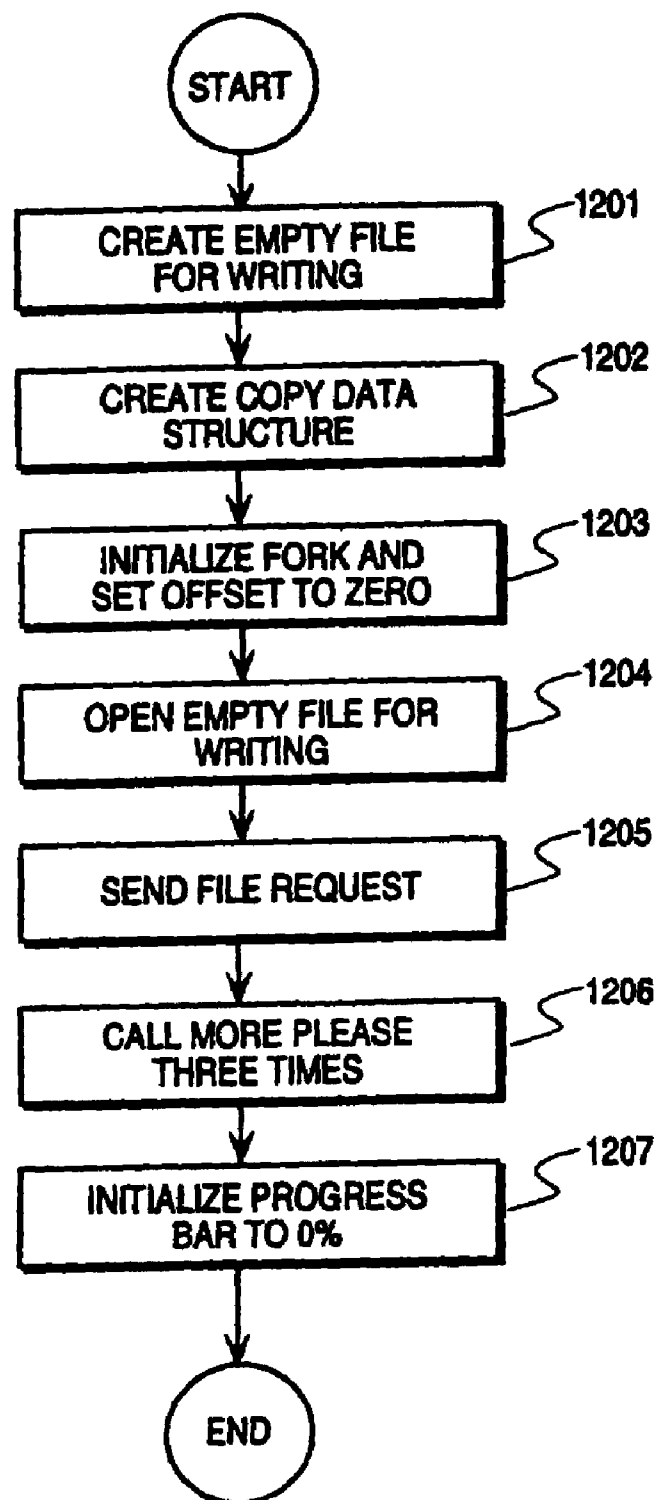 START
1201
CREATE EMPTY FILE
FOR WRITING
1202
CREATE COPY DATA
STRUCTURE
1203
INITIALIZE FORK AND
SET OFFSET TO ZERO
1204
OPEN EMPTY FILE FOR
WRITING
1205
SEND FILE REQUEST
1206
CALL MORE PLEASE
THREE TIMES
1207
INITIALIZE PROGRESS
BAR TO 0%
END